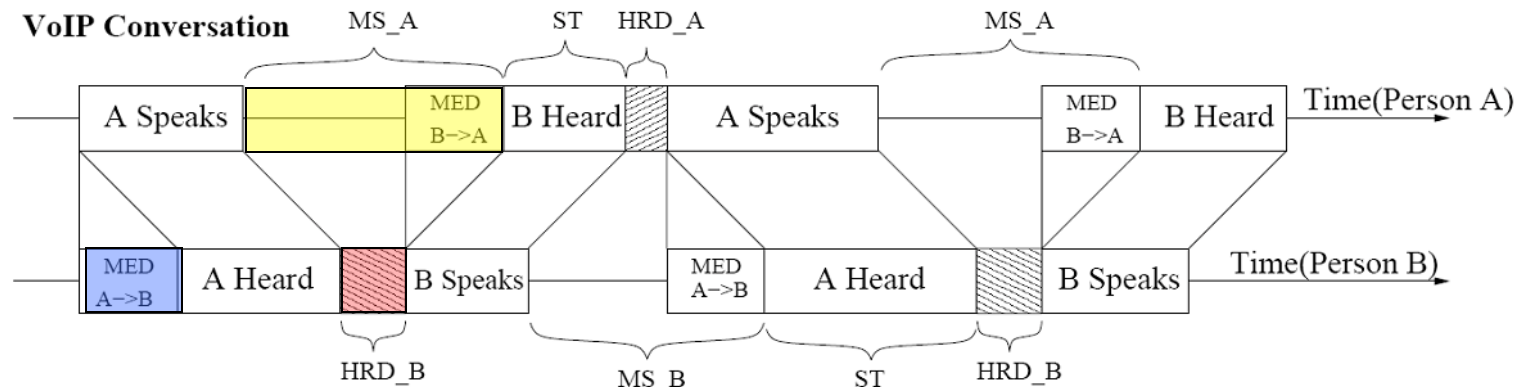 VoIP Conversation
MS_A
ST
HRD_A
MS_A
A Speaks
MED
B−>A
B Heard
A Speaks
MED
B−>A
B Heard
Time(Person A)
MED
A−>B
A Heard
B Speaks
MED
A−>B
A Heard
B Speaks
Time(Person B)
HRD_B
MS_B
ST
HRD_B